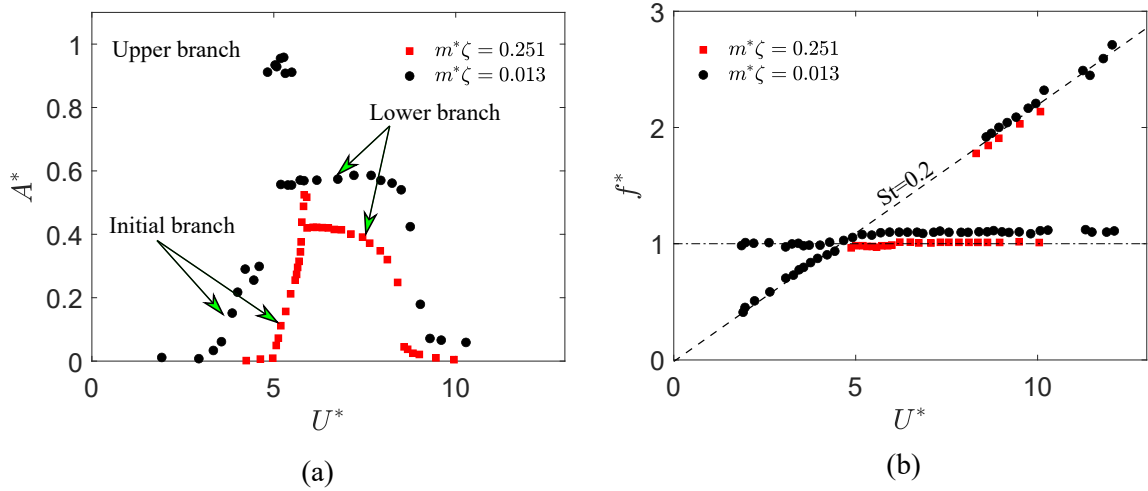 Upper branch
m*ζ = 0.251
m*ζ = 0.013
Lower branch
Initial branch
1
0.8
0.6
0.4
0.2
0
0
5
10
A*
U*
(a)
m*ζ = 0.251
m*ζ = 0.013
St=0.2
3
2
1
0
0
5
10
f*
U*
(b)